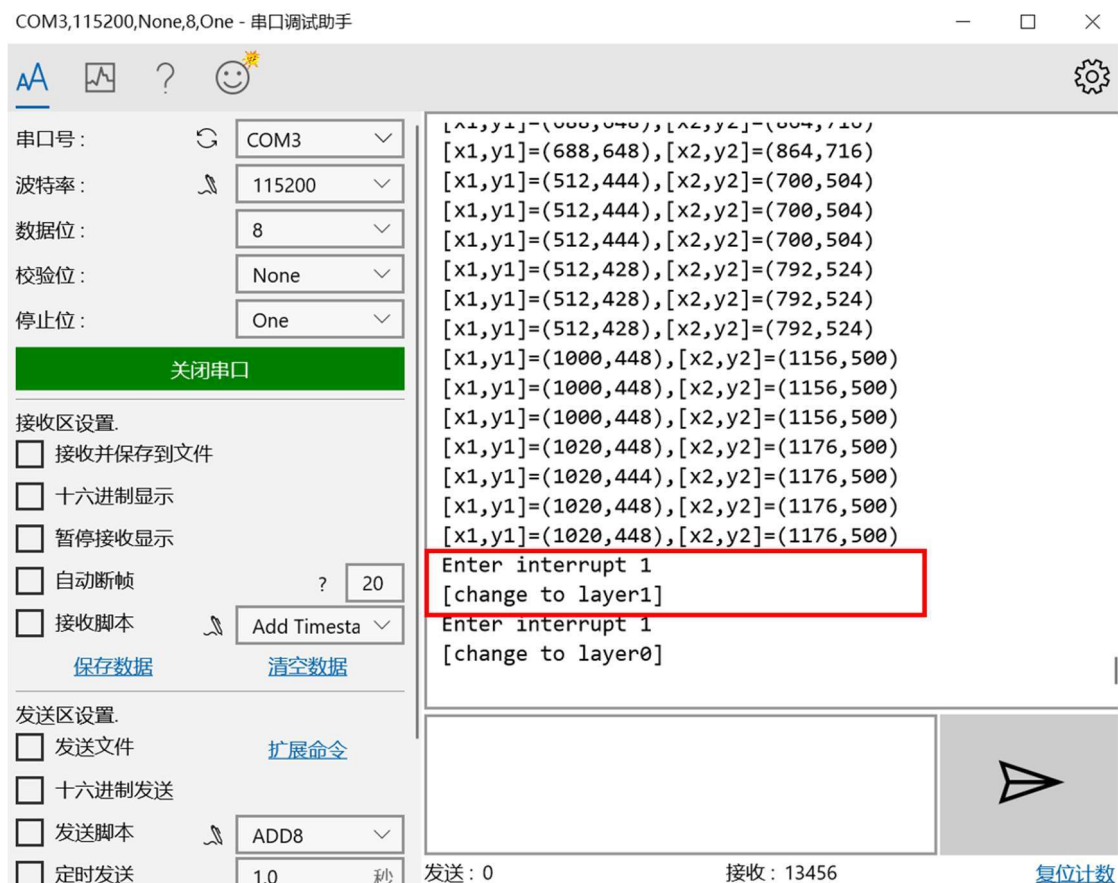 COM3,115200,None,8,One - 串口调试助手
AA
?
串口号：
COM3
波特率：
115200
数据位：
8
校验位：
None
停止位：
One
关闭串口
接收区设置.
接收并保存到文件
十六进制显示
暂停接收显示
自动断帧
?
20
接收脚本
Add Timesta
保存数据
清空数据
发送区设置.
发送文件
扩展命令
十六进制发送
发送脚本
ADD8
定时发送
1.0
秒
[x1,y1]=(688,648),[x2,y2]=(864,716)
[x1,y1]=(688,648),[x2,y2]=(864,716)
[x1,y1]=(512,444),[x2,y2]=(700,504)
[x1,y1]=(512,444),[x2,y2]=(700,504)
[x1,y1]=(512,444),[x2,y2]=(700,504)
[x1,y1]=(512,428),[x2,y2]=(792,524)
[x1,y1]=(512,428),[x2,y2]=(792,524)
[x1,y1]=(512,428),[x2,y2]=(792,524)
[x1,y1]=(1000,448),[x2,y2]=(1156,500)
[x1,y1]=(1000,448),[x2,y2]=(1156,500)
[x1,y1]=(1000,448),[x2,y2]=(1156,500)
[x1,y1]=(1020,448),[x2,y2]=(1176,500)
[x1,y1]=(1020,444),[x2,y2]=(1176,500)
[x1,y1]=(1020,448),[x2,y2]=(1176,500)
[x1,y1]=(1020,448),[x2,y2]=(1176,500)
Enter interrupt 1
[change to layer1]
Enter interrupt 1
[change to layer0]
发送：0
接收：13456
复位计数